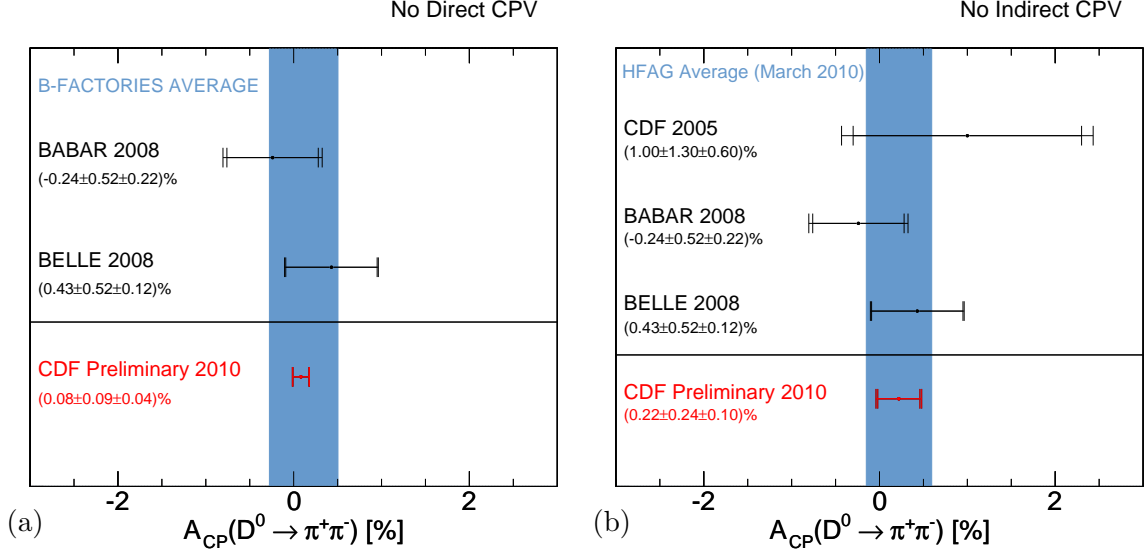 No Direct CPV
B-FACTORIES AVERAGE
BABAR 2008
(-0.24±0.52±0.22)%
BELLE 2008
(0.43±0.52±0.12)%
CDF Preliminary 2010
(0.08±0.09±0.04)%
-2 0 2
(a)
A_CP(D⁰ → π⁺π⁻) [%]
No Indirect CPV
HFAG Average (March 2010)
CDF 2005
(1.00±1.30±0.60)%
BABAR 2008
(-0.24±0.52±0.22)%
BELLE 2008
(0.43±0.52±0.12)%
CDF Preliminary 2010
(0.22±0.24±0.10)%
-2 0 2
(b)
A_CP(D⁰ → π⁺π⁻) [%]